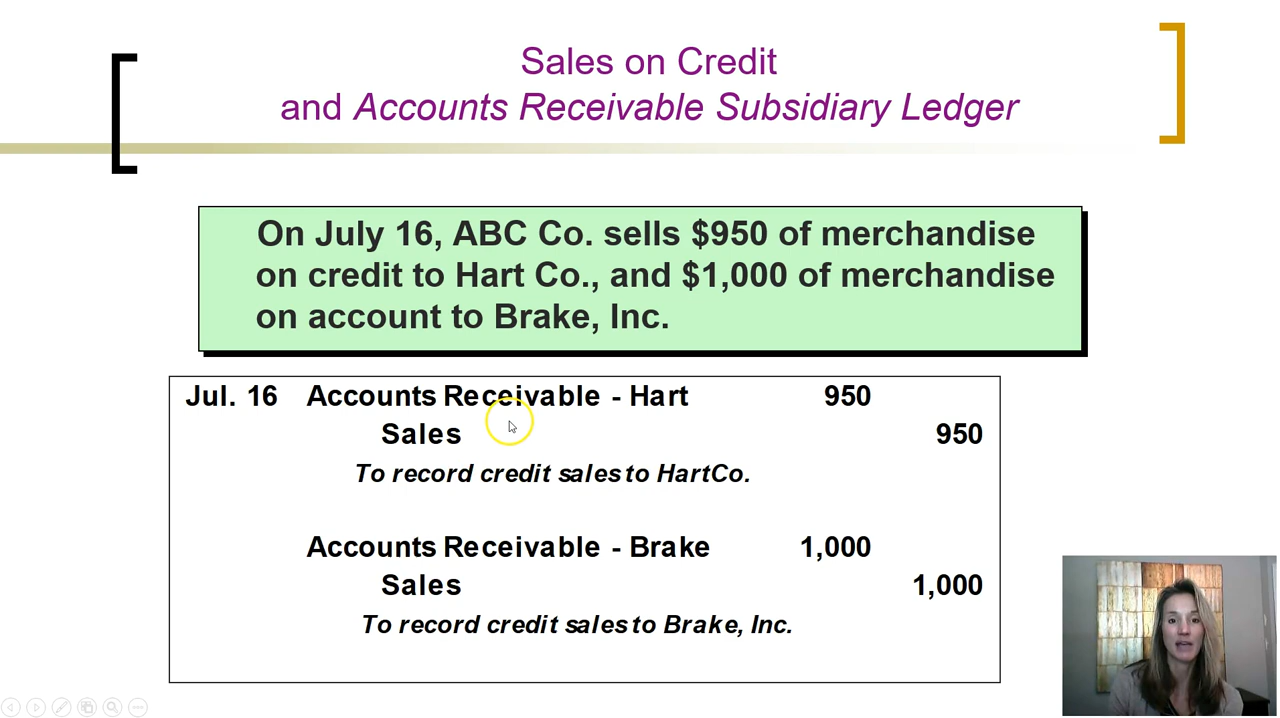 Sales on Credit
and Accounts Receivable Subsidiary Ledger
On July 16, ABC Co. sells $950 of merchandise
on credit to Hart Co., and $1,000 of merchandise
on account to Brake, Inc.
Jul. 16 Accounts Receivable - Hart 950
Sales 950
To record credit sales to HartCo.
Accounts Receivable - Brake 1,000
Sales 1,000
To record credit sales to Brake, Inc.